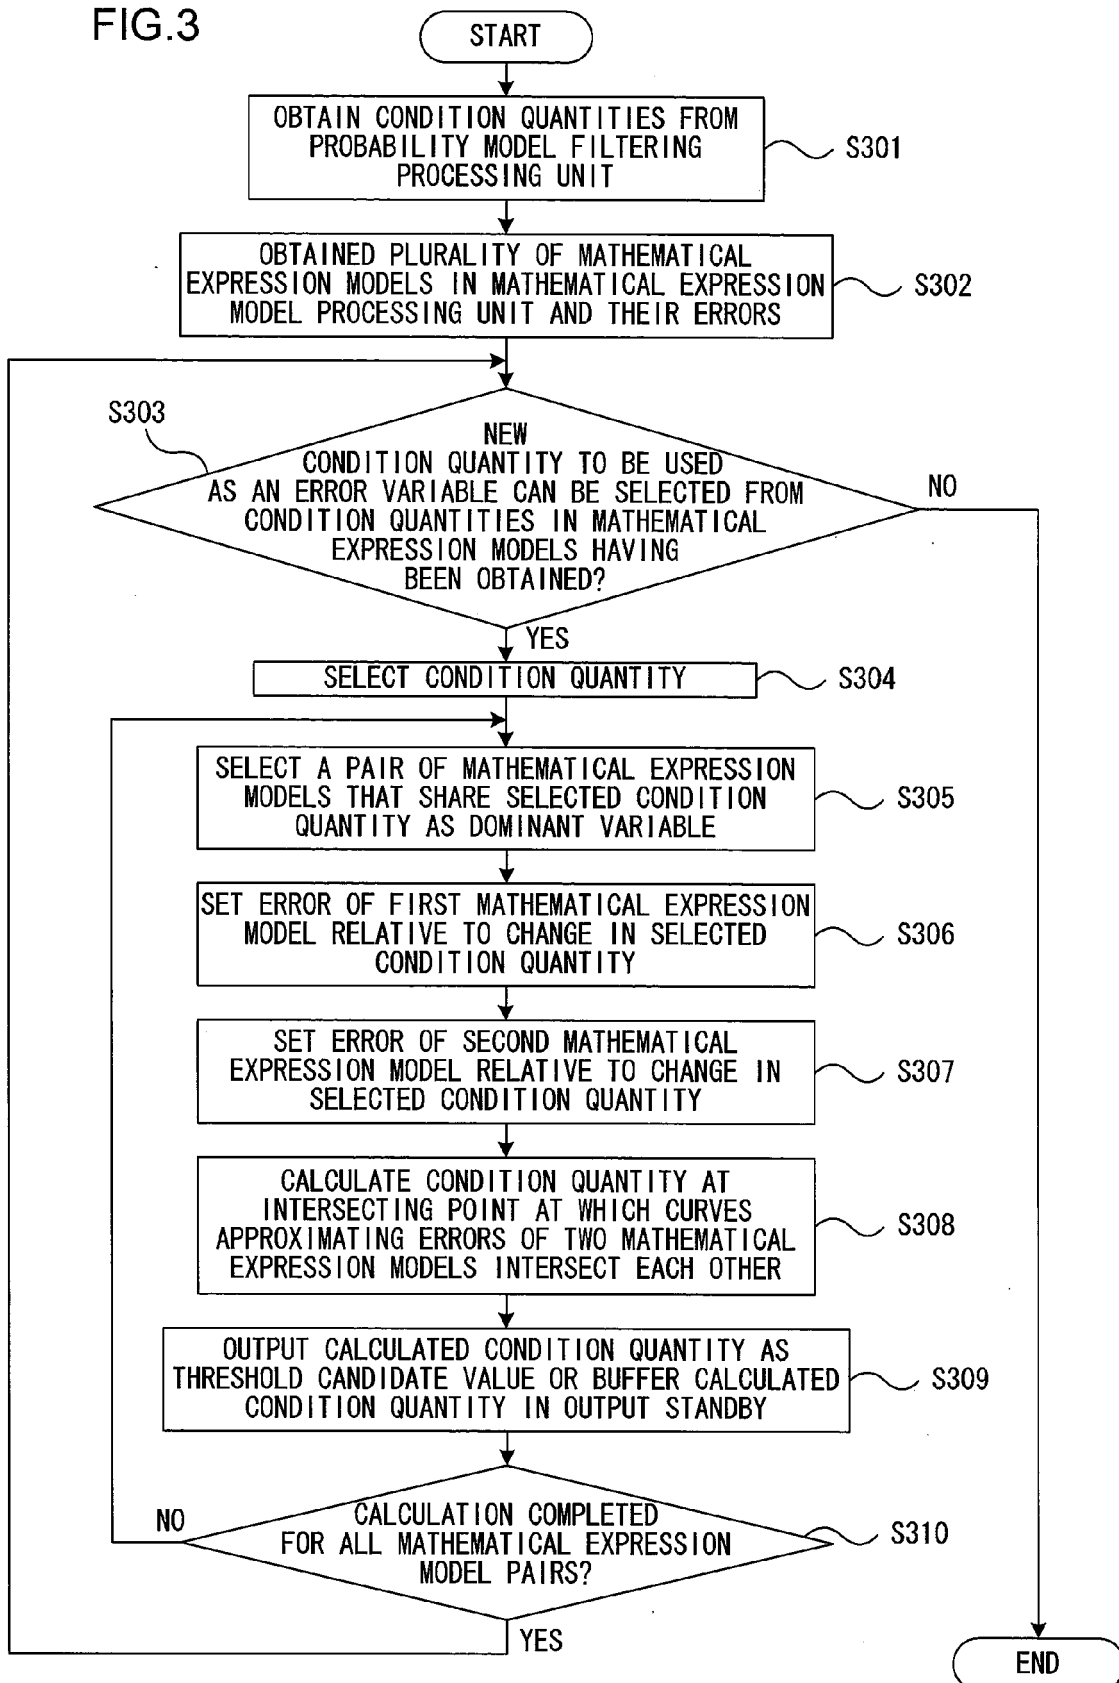 FIG.3
START
OBTAIN CONDITION QUANTITIES FROM
PROBABILITY MODEL FILTERING
PROCESSING UNIT
S301
OBTAINED PLURALITY OF MATHEMATICAL
EXPRESSION MODELS IN MATHEMATICAL EXPRESSION
MODEL PROCESSING UNIT AND THEIR ERRORS
S302
S303
NEW
CONDITION QUANTITY TO BE USED
AS AN ERROR VARIABLE CAN BE SELECTED FROM
CONDITION QUANTITIES IN MATHEMATICAL
EXPRESSION MODELS HAVING
BEEN OBTAINED?
NO
YES
SELECT CONDITION QUANTITY
S304
SELECT A PAIR OF MATHEMATICAL EXPRESSION
MODELS THAT SHARE SELECTED CONDITION
QUANTITY AS DOMINANT VARIABLE
S305
SET ERROR OF FIRST MATHEMATICAL EXPRESSION
MODEL RELATIVE TO CHANGE IN SELECTED
CONDITION QUANTITY
S306
SET ERROR OF SECOND MATHEMATICAL
EXPRESSION MODEL RELATIVE TO CHANGE IN
SELECTED CONDITION QUANTITY
S307
CALCULATE CONDITION QUANTITY AT
INTERSECTING POINT AT WHICH CURVES
APPROXIMATING ERRORS OF TWO MATHEMATICAL
EXPRESSION MODELS INTERSECT EACH OTHER
S308
OUTPUT CALCULATED CONDITION QUANTITY AS
THRESHOLD CANDIDATE VALUE OR BUFFER CALCULATED
CONDITION QUANTITY IN OUTPUT STANDBY
S309
NO
CALCULATION COMPLETED
FOR ALL MATHEMATICAL EXPRESSION
MODEL PAIRS?
S310
YES
END